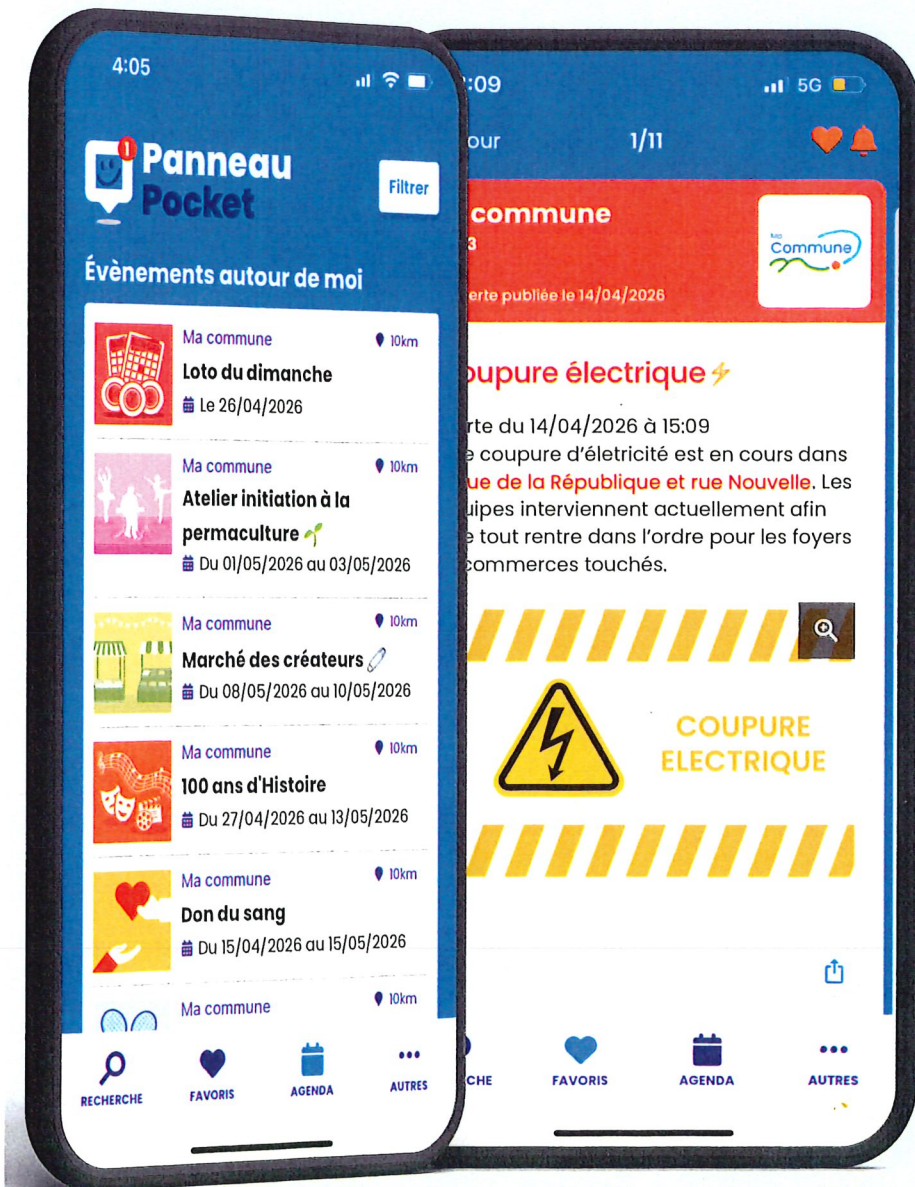 4:05
1
Panneau
Pocket
Filtrer
Évènements autour de moi
Ma commune
10km
Loto du dimanche
Le 26/04/2026
Ma commune
10km
Atelier initiation à la
permaculture
Du 01/05/2026 au 03/05/2026
Ma commune
10km
Marché des créateurs
Du 08/05/2026 au 10/05/2026
Ma commune
10km
100 ans d'Histoire
Du 27/04/2026 au 13/05/2026
Ma commune
10km
Don du sang
Du 15/04/2026 au 15/05/2026
Ma commune
10km
RECHERCHE
FAVORIS
AGENDA
AUTRES
:09
5G
our
1/11
commune
3
erte publiée le 14/04/2026
Ma
Commune
oupure électrique
rte du 14/04/2026 à 15:09
e coupure d'életricité est en cours dans
ue de la République et rue Nouvelle. Les
uipes interviennent actuellement afin
e tout rentre dans l'ordre pour les foyers
commerces touchés.
COUPURE
ELECTRIQUE
CHE
FAVORIS
AGENDA
AUTRES